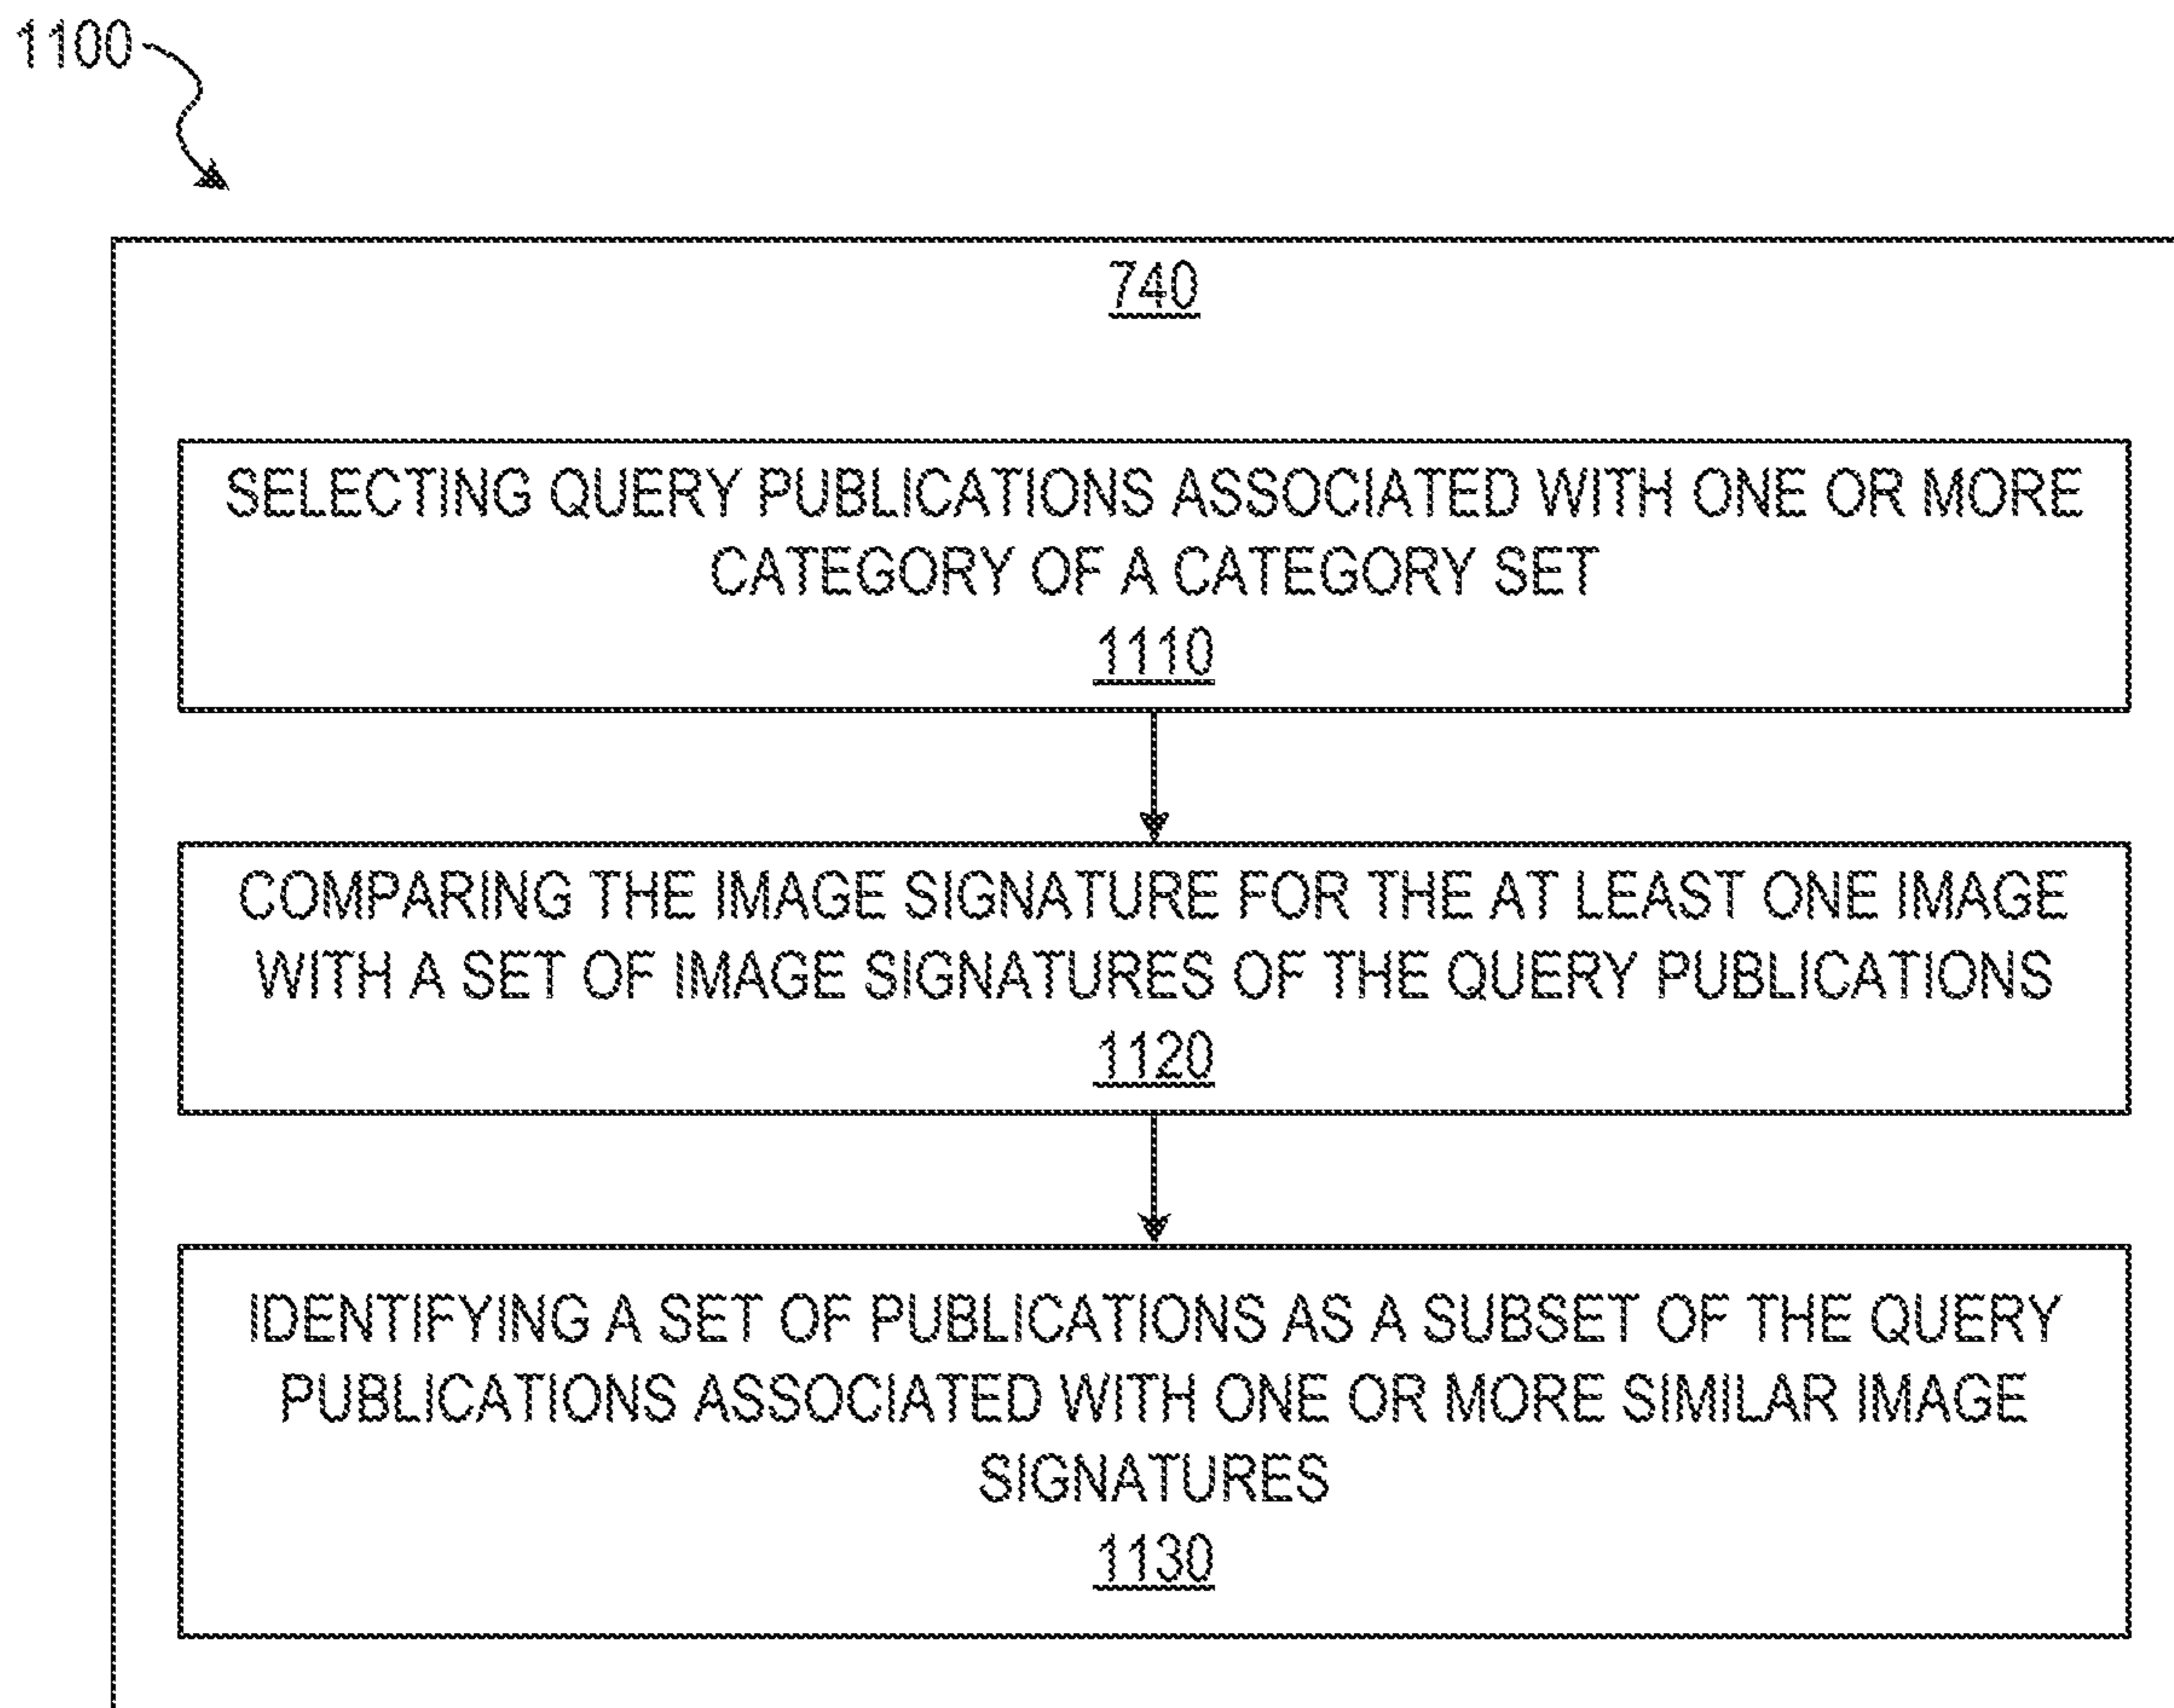 1100
740
SELECTING QUERY PUBLICATIONS ASSOCIATED WITH ONE OR MORE
CATEGORY OF A CATEGORY SET
1110
COMPARING THE IMAGE SIGNATURE FOR THE AT LEAST ONE IMAGE
WITH A SET OF IMAGE SIGNATURES OF THE QUERY PUBLICATIONS
1120
IDENTIFYING A SET OF PUBLICATIONS AS A SUBSET OF THE QUERY
PUBLICATIONS ASSOCIATED WITH ONE OR MORE SIMILAR IMAGE
SIGNATURES
1130